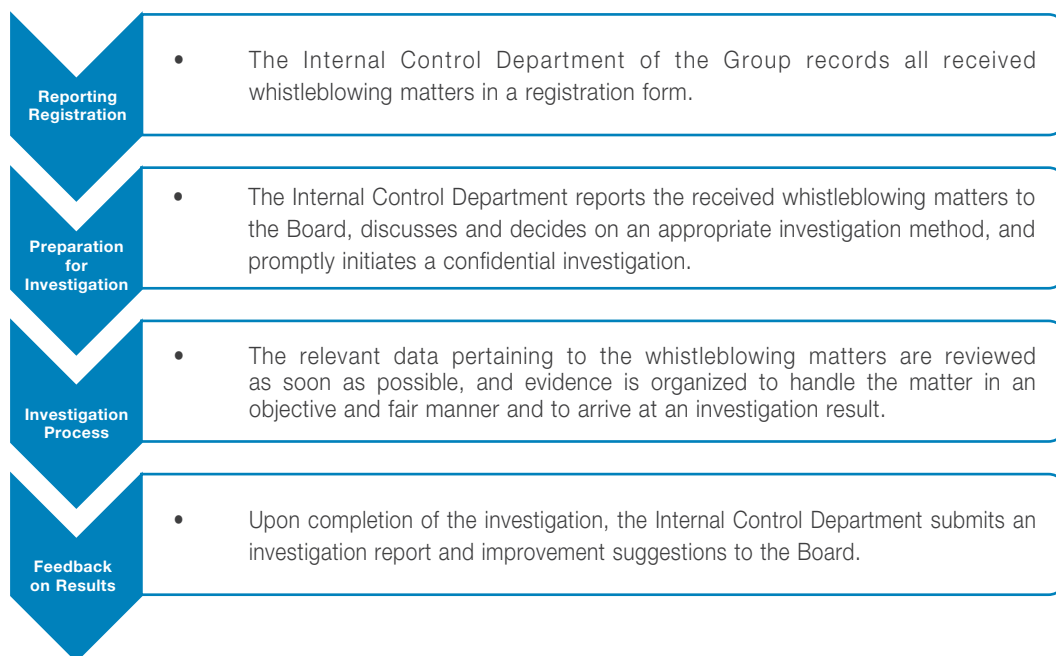 Reporting
Registration
• The Internal Control Department of the Group records all received
whistleblowing matters in a registration form.
Preparation
for
Investigation
• The Internal Control Department reports the received whistleblowing matters to
the Board, discusses and decides on an appropriate investigation method, and
promptly initiates a confidential investigation.
Investigation
Process
• The relevant data pertaining to the whistleblowing matters are reviewed
as soon as possible, and evidence is organized to handle the matter in an
objective and fair manner and to arrive at an investigation result.
Feedback
on Results
• Upon completion of the investigation, the Internal Control Department submits an
investigation report and improvement suggestions to the Board.